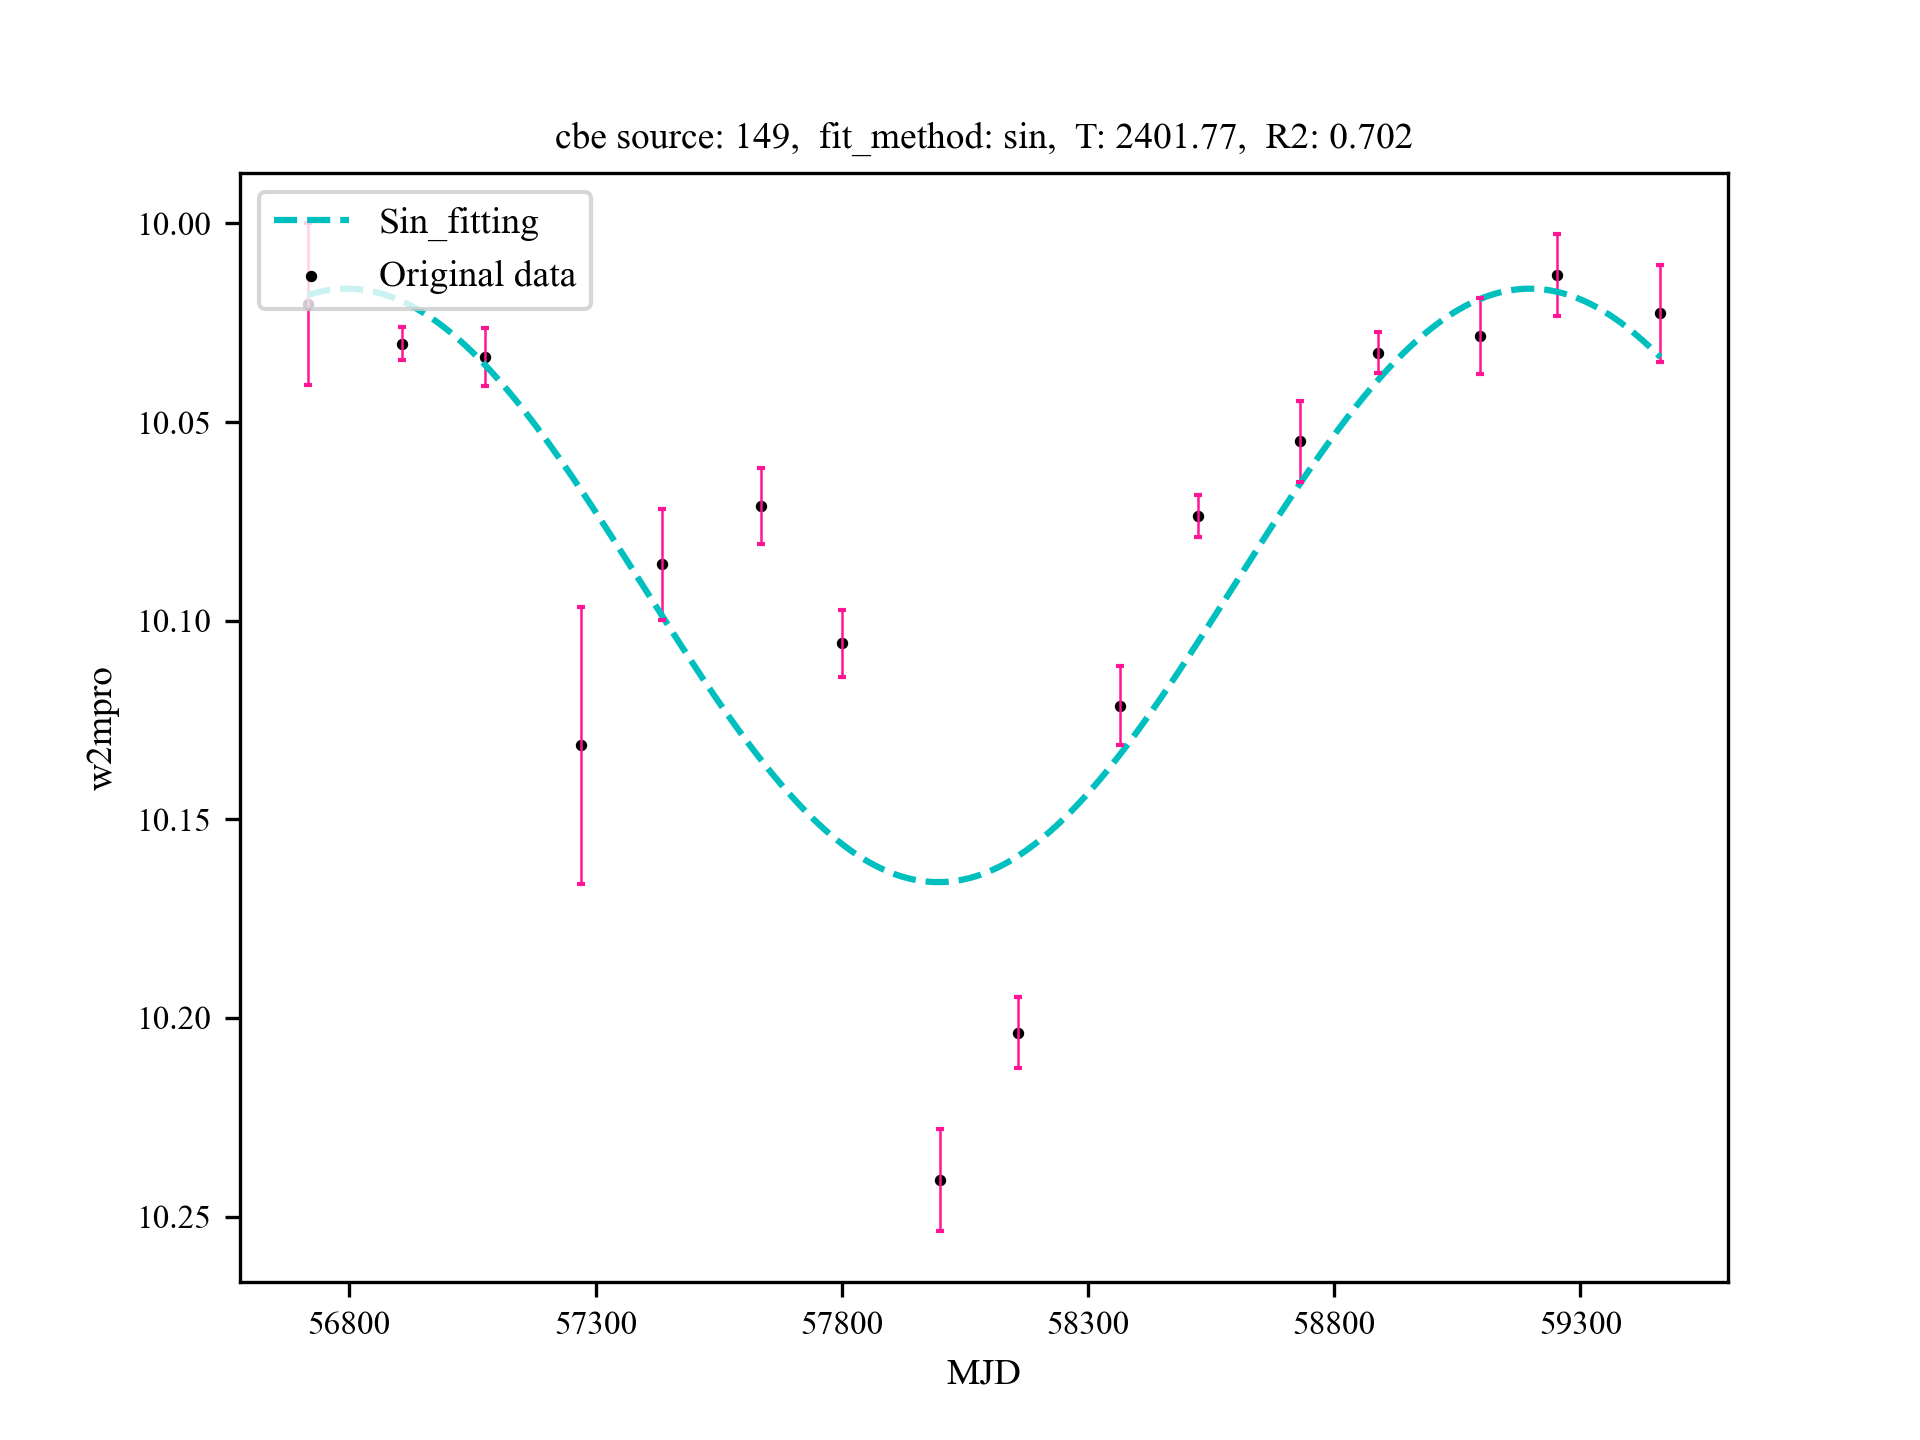 cbe source: 149,  fit_method: sin,  T: 2401.77,  R2: 0.702
Sin_fitting
Original data
10.00
10.05
10.10
10.15
10.20
10.25
w2mpro
56800
57300
57800
58300
58800
59300
MJD